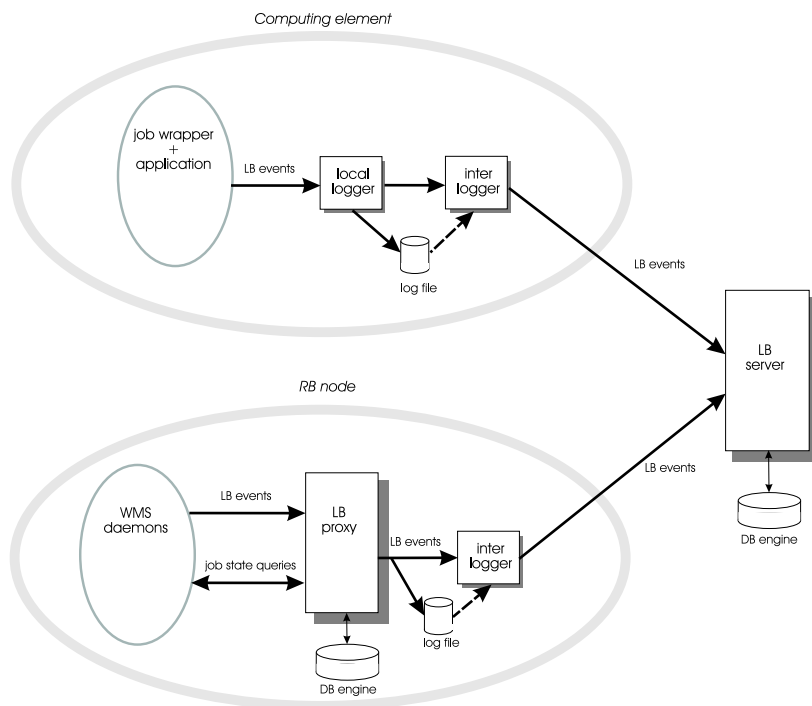 Computing element
job wrapper
+
application
LB events
local
logger
inter
logger
log file
LB events
LB
server
DB engine
RB node
WMS
daemons
LB events
job state queries
LB
proxy
LB events
inter
logger
log file
DB engine
LB events